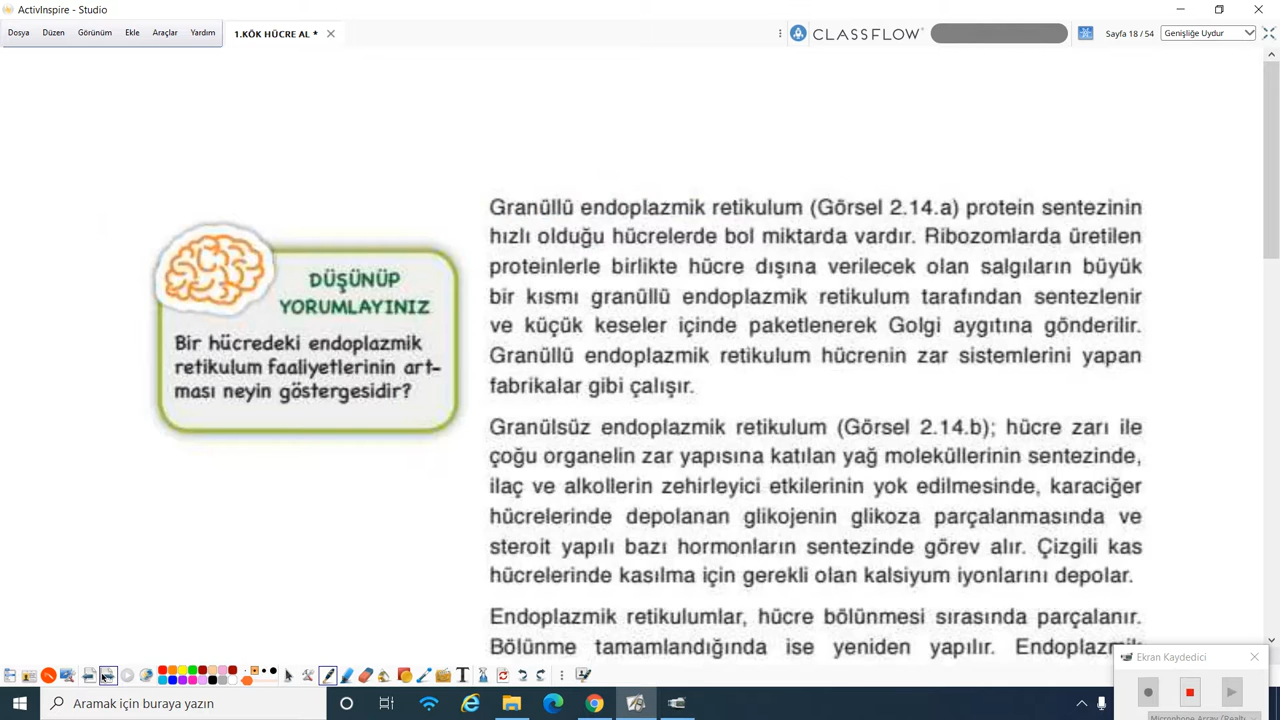 ActivInspire - Studio
Dosya Düzen Görünüm Ekle Araçlar Yardım
1.KÖK HÜCRE AL *
CLASSFLOW
Sayfa 18 / 54
Genişliğe Uydur
DÜŞÜNÜP
YORUMLAYINIZ
Bir hücredeki endoplazmik
retikulum faaliyetlerinin art-
ması neyin göstergesidir?
Granüllü endoplazmik retikulum (Görsel 2.14.a) protein sentezinin
hızlı olduğu hücrelerde bol miktarda vardır. Ribozomlarda üretilen
proteinlerle birlikte hücre dışına verilecek olan salgıların büyük
bir kısmı granüllü endoplazmik retikulum tarafından sentezlenir
ve küçük keseler içinde paketlenerek Golgi aygıtına gönderilir.
Granüllü endoplazmik retikulum hücrenin zar sistemlerini yapan
fabrikalar gibi çalışır.
Granülsüz endoplazmik retikulum (Görsel 2.14.b); hücre zarı ile
çoğu organelin zar yapısına katılan yağ moleküllerinin sentezinde,
ilaç ve alkollerin zehirleyici etkilerinin yok edilmesinde, karaciğer
hücrelerinde depolanan glikojenin glikoza parçalanmasında ve
steroit yapılı bazı hormonların sentezinde görev alır. Çizgili kas
hücrelerinde kasılma için gerekli olan kalsiyum iyonlarını depolar.
Endoplazmik retikulumlar, hücre bölünmesi sırasında parçalanır.
Bölünme tamamlandığında ise yeniden yapılır. Endoplazmik
Ekran Kaydedici
Microphone Array (Realt
Aramak için buraya yazın